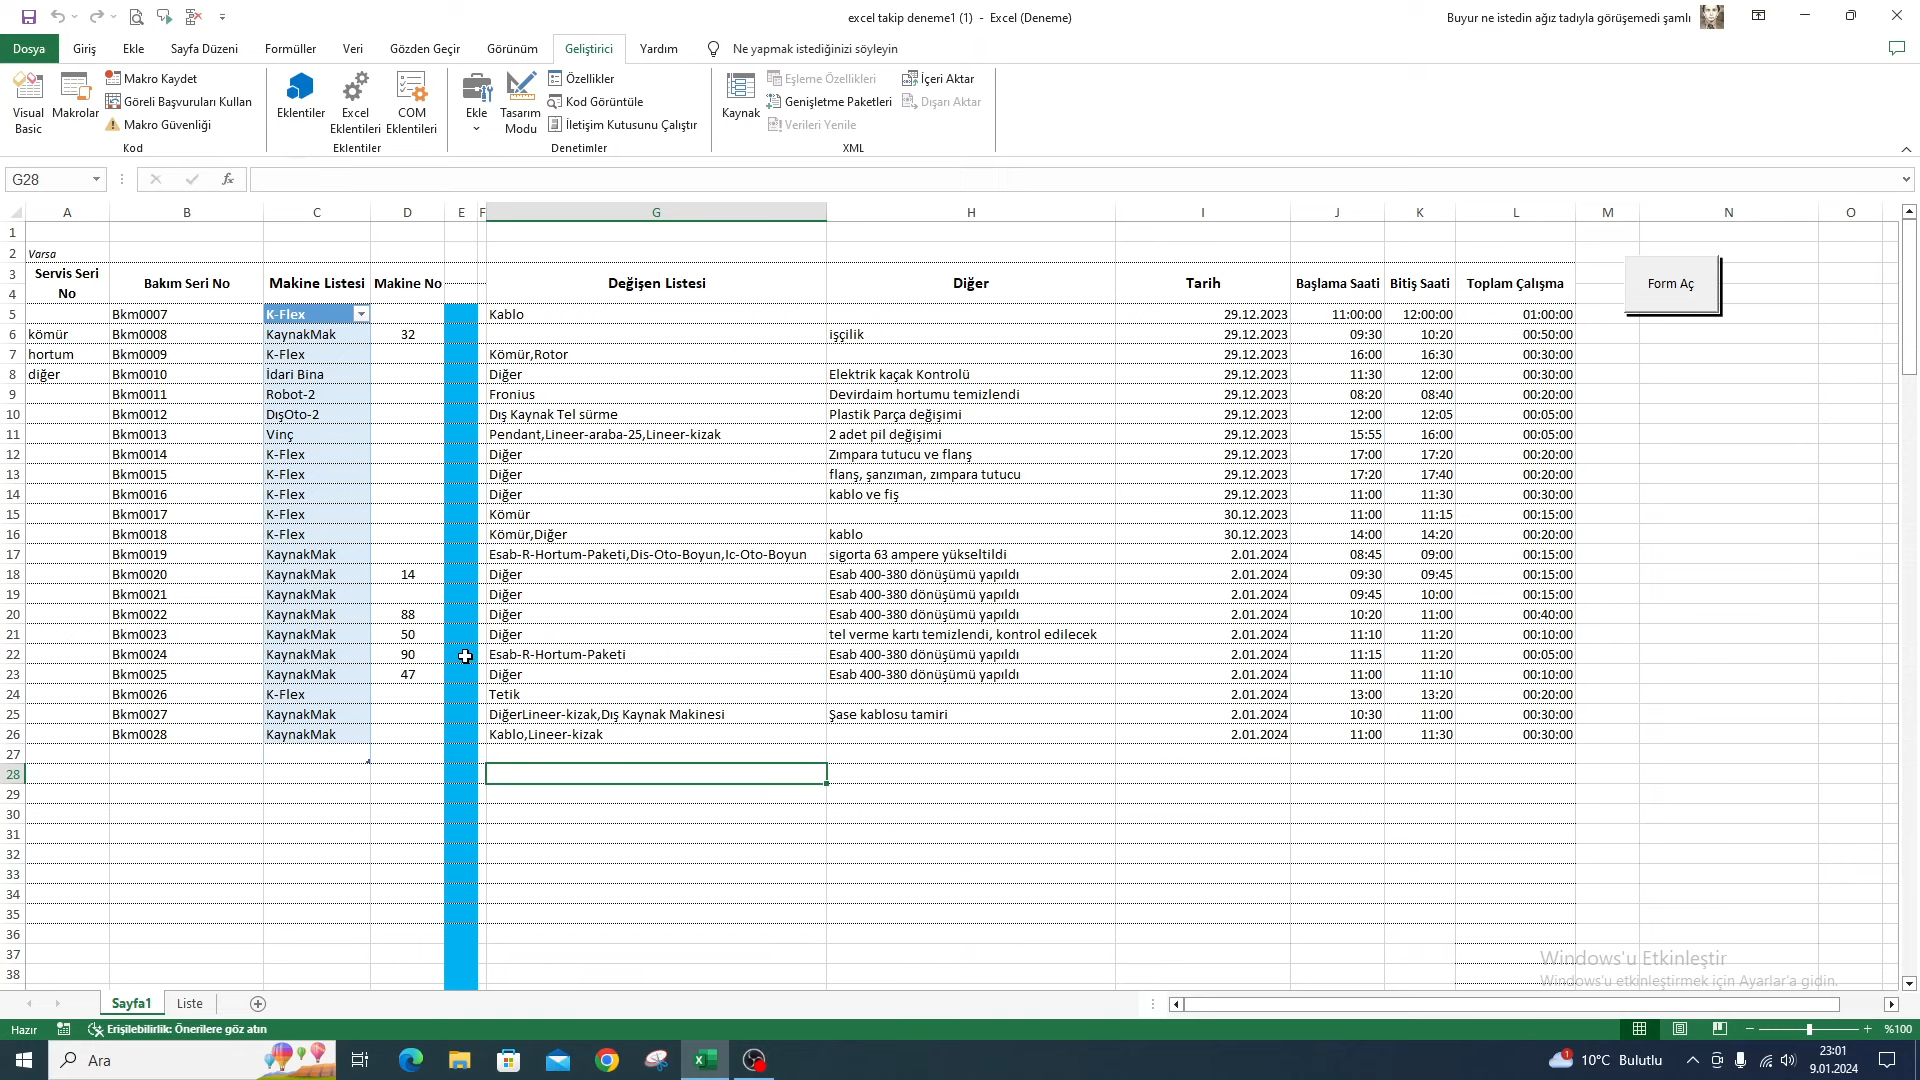 excel takip deneme1 (1) - Excel (Deneme)
Buyur ne istedin ağız tadıyla görüşemedi şamlı
Dosya Giriş Ekle Sayfa Düzeni Formüller Veri Gözden Geçir Görünüm Geliştirici Yardım Ne yapmak istediğinizi söyleyin
Visual Basic
Makrolar
Makro Kaydet
Göreli Başvuruları Kullan
Makro Güvenliği
Kod
Eklentiler
Excel Eklentileri
COM Eklentileri
Eklentiler
Ekle
Tasarım Modu
Özellikler
Kod Görüntüle
İletişim Kutusunu Çalıştır
Denetimler
Kaynak
Eşleme Özellikleri
Genişletme Paketleri
Verileri Yenile
İçeri Aktar
Dışarı Aktar
XML
G28
fx
A B C D E F G H I J K L M N O
1
2 Varsa
3 4 Servis Seri No Bakım Seri No Makine Listesi Makine No Değişen Listesi Diğer Tarih Başlama Saati Bitiş Saati Toplam Çalışma Form Aç
5 Bkm0007 K-Flex Kablo 29.12.2023 11:00:00 12:00:00 01:00:00
6 kömür Bkm0008 KaynakMak 32 işçilik 29.12.2023 09:30 10:20 00:50:00
7 hortum Bkm0009 K-Flex Kömür,Rotor 29.12.2023 16:00 16:30 00:30:00
8 diğer Bkm0010 İdari Bina Diğer Elektrik kaçak Kontrolü 29.12.2023 11:30 12:00 00:30:00
9 Bkm0011 Robot-2 Fronius Devirdaim hortumu temizlendi 29.12.2023 08:20 08:40 00:20:00
10 Bkm0012 DışOto-2 Dış Kaynak Tel sürme Plastik Parça değişimi 29.12.2023 12:00 12:05 00:05:00
11 Bkm0013 Vinç Pendant,Lineer-araba-25,Lineer-kizak 2 adet pil değişimi 29.12.2023 15:55 16:00 00:05:00
12 Bkm0014 K-Flex Diğer Zımpara tutucu ve flanş 29.12.2023 17:00 17:20 00:20:00
13 Bkm0015 K-Flex Diğer flanş, şanzıman, zımpara tutucu 29.12.2023 17:20 17:40 00:20:00
14 Bkm0016 K-Flex Diğer kablo ve fiş 29.12.2023 11:00 11:30 00:30:00
15 Bkm0017 K-Flex Kömür 30.12.2023 11:00 11:15 00:15:00
16 Bkm0018 K-Flex Kömür,Diğer kablo 30.12.2023 14:00 14:20 00:20:00
17 Bkm0019 KaynakMak Esab-R-Hortum-Paketi,Dis-Oto-Boyun,Ic-Oto-Boyun sigorta 63 ampere yükseltildi 2.01.2024 08:45 09:00 00:15:00
18 Bkm0020 KaynakMak 14 Diğer Esab 400-380 dönüşümü yapıldı 2.01.2024 09:30 09:45 00:15:00
19 Bkm0021 KaynakMak Diğer Esab 400-380 dönüşümü yapıldı 2.01.2024 09:45 10:00 00:15:00
20 Bkm0022 KaynakMak 88 Diğer Esab 400-380 dönüşümü yapıldı 2.01.2024 10:20 11:00 00:40:00
21 Bkm0023 KaynakMak 50 Diğer tel verme kartı temizlendi, kontrol edilecek 2.01.2024 11:10 11:20 00:10:00
22 Bkm0024 KaynakMak 90 Esab-R-Hortum-Paketi Esab 400-380 dönüşümü yapıldı 2.01.2024 11:15 11:20 00:05:00
23 Bkm0025 KaynakMak 47 Diğer Esab 400-380 dönüşümü yapıldı 2.01.2024 11:00 11:10 00:10:00
24 Bkm0026 K-Flex Tetik 2.01.2024 13:00 13:20 00:20:00
25 Bkm0027 KaynakMak DiğerLineer-kizak,Dış Kaynak Makinesi Şase kablosu tamiri 2.01.2024 10:30 11:00 00:30:00
26 Bkm0028 KaynakMak Kablo,Lineer-kizak 2.01.2024 11:00 11:30 00:30:00
27
28
29
30
31
32
33
34
35
36
37
38
Windows'u Etkinleştir
Windows'u etkinleştirmek için Ayarlar'a gidin.
Sayfa1 Liste
Hazır Erişilebilirlik: Önerilere göz atın %100
Ara 1 10°C Bulutlu 23:01
9.01.2024